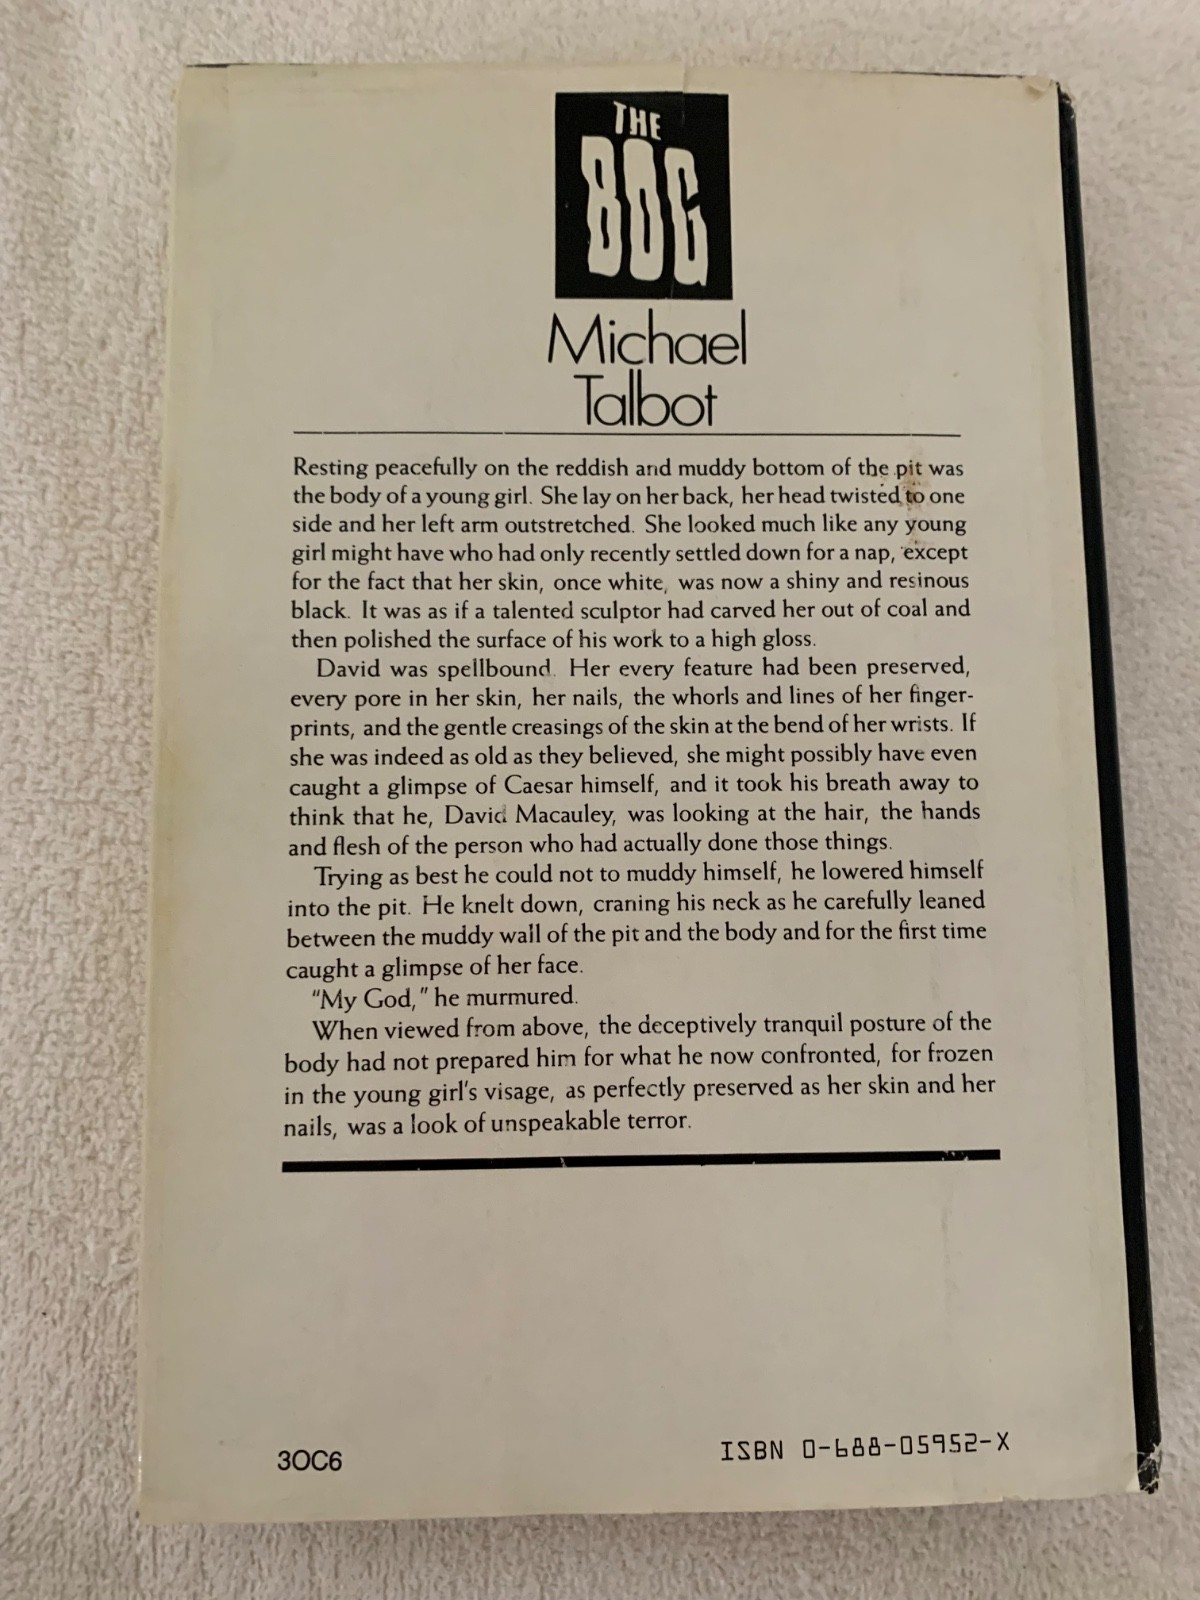 THE
BOG
Michael
Talbot
Resting peacefully on the reddish and muddy bottom of the pit was
the body of a young girl. She lay on her back, her head twisted to one
side and her left arm outstretched. She looked much like any young
girl might have who had only recently settled down for a nap, except
for the fact that her skin, once white, was now a shiny and resinous
black. It was as if a talented sculptor had carved her out of coal and
then polished the surface of his work to a high gloss.
David was spellbound. Her every feature had been preserved,
every pore in her skin, her nails, the whorls and lines of her finger-
prints, and the gentle creasings of the skin at the bend of her wrists. If
she was indeed as old as they believed, she might possibly have even
caught a glimpse of Caesar himself, and it took his breath away to
think that he, David Macauley, was looking at the hair, the hands
and flesh of the person who had actually done those things.
Trying as best he could not to muddy himself, he lowered himself
into the pit. He knelt down, craning his neck as he carefully leaned
between the muddy wall of the pit and the body and for the first time
caught a glimpse of her face.
"My God," he murmured.
When viewed from above, the deceptively tranquil posture of the
body had not prepared him for what he now confronted, for frozen
in the young girl's visage, as perfectly preserved as her skin and her
nails, was a look of unspeakable terror.
3OC6
ISBN 0-688-05952-X